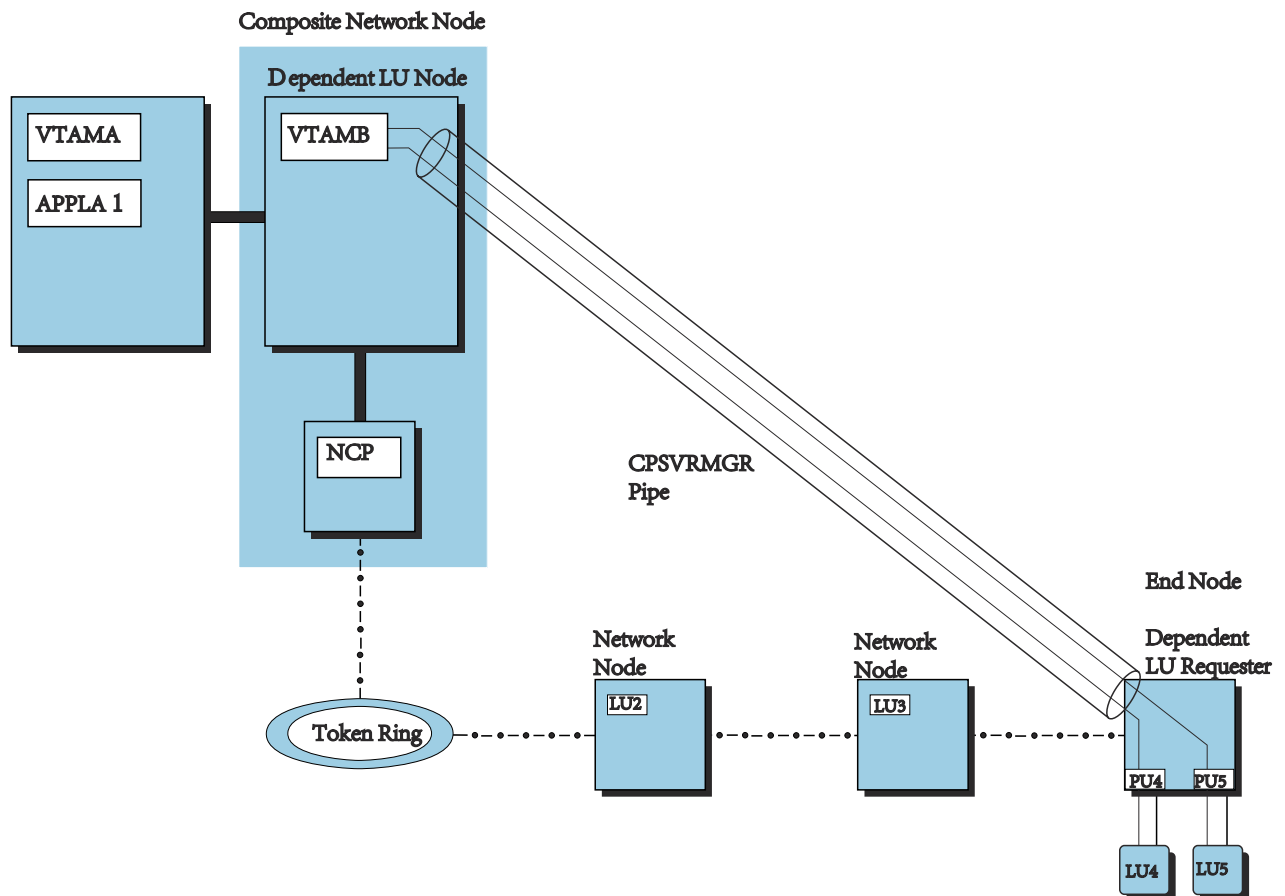 Composite Network Node
Dependent LU Node
VTAMA
VTAMB
APPLA 1
NCP
CPSVRMGR
Pipe
End Node
Dependent
LU Requester
Network
Node
Network
Node
LU2
LU3
Token Ring
PU4
PU5
LU4
LU5